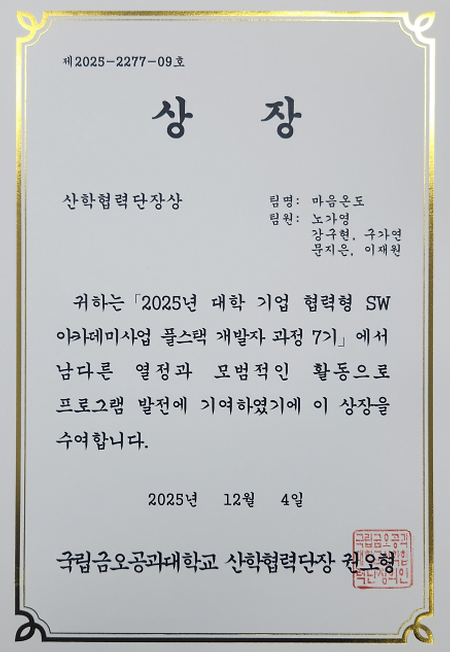 제2025-2277-09호
상 장
산학협력단장상
팀명: 마음온도
팀원: 노가영
강구현, 구가연
문지은, 이재원
귀하는 「2025년 대학 기업 협력형 SW
아카데미사업 풀스택 개발자 과정 7기」에서
남다른 열정과 모범적인 활동으로
프로그램 발전에 기여하였기에 이 상장을
수여합니다.
2025년 12월 4일
국립금오공과대학교 산학협력단장 권오형
국립금오공과